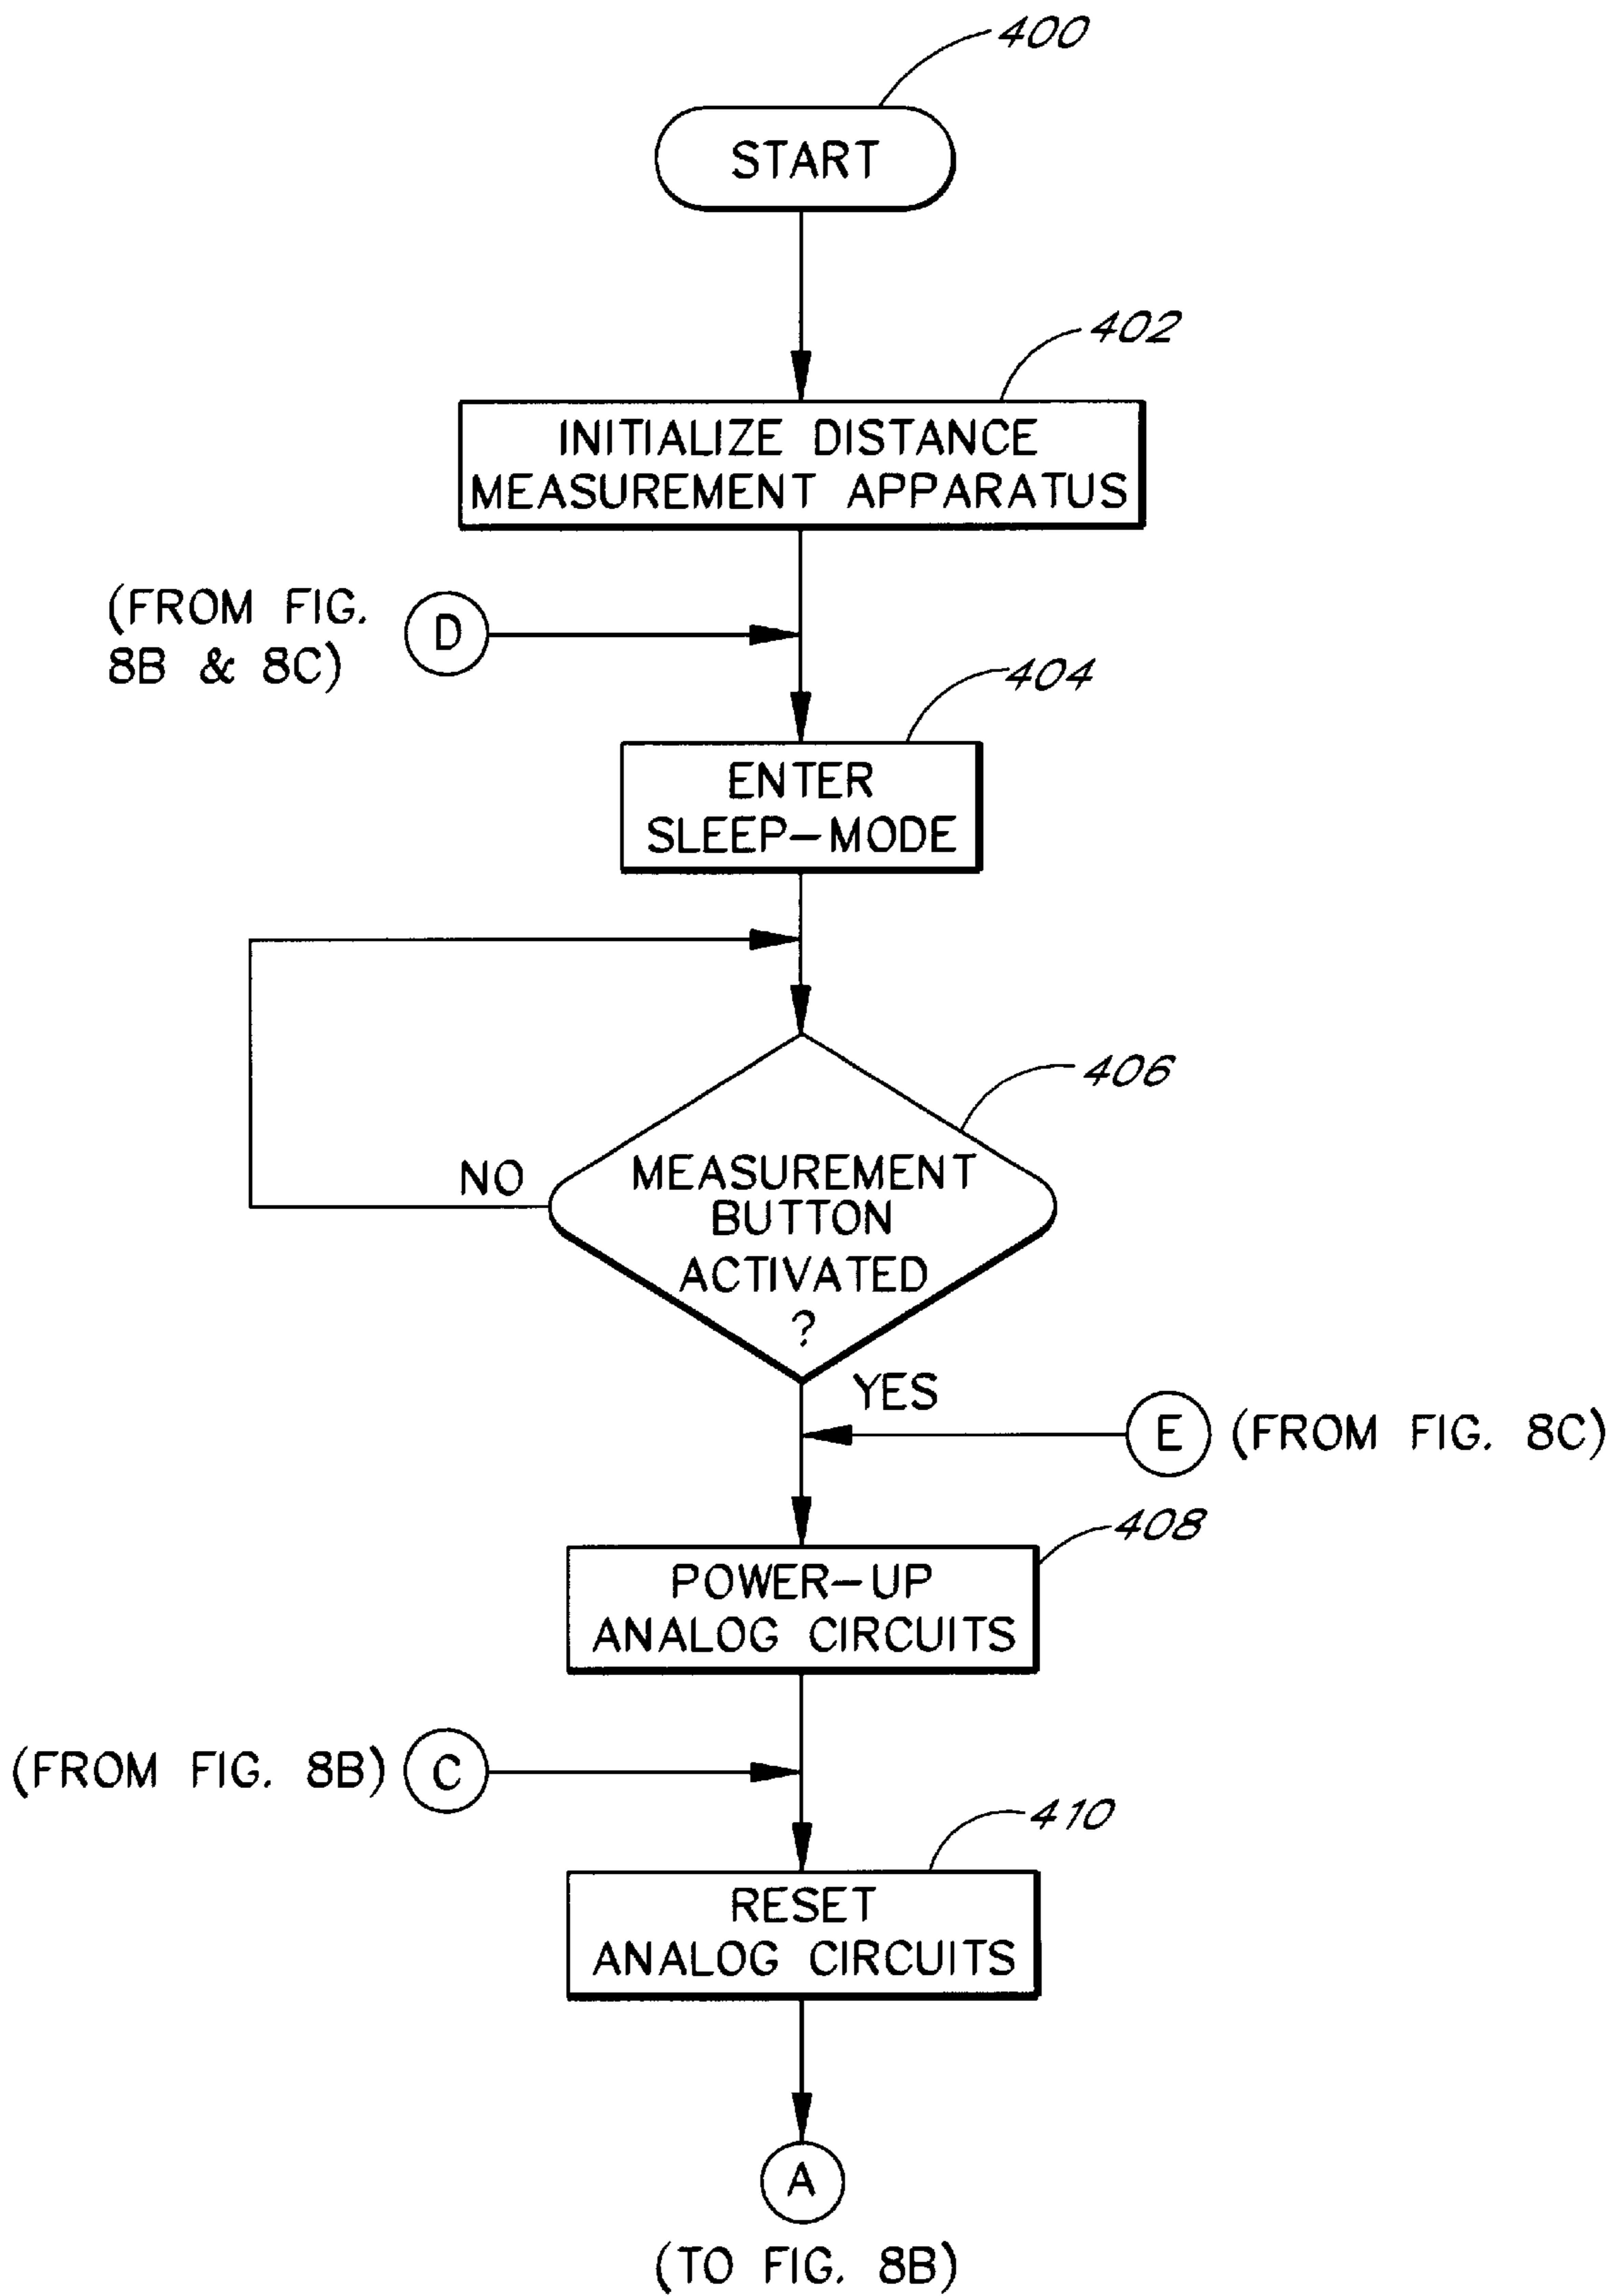 400
START
402
INITIALIZE DISTANCE
MEASUREMENT APPARATUS
(FROM FIG.
8B & 8C)
D
404
ENTER
SLEEP-MODE
406
NO
MEASUREMENT
BUTTON
ACTIVATED
?
YES
E (FROM FIG. 8C)
408
POWER-UP
ANALOG CIRCUITS
(FROM FIG. 8B) C
410
RESET
ANALOG CIRCUITS
A
(TO FIG. 8B)